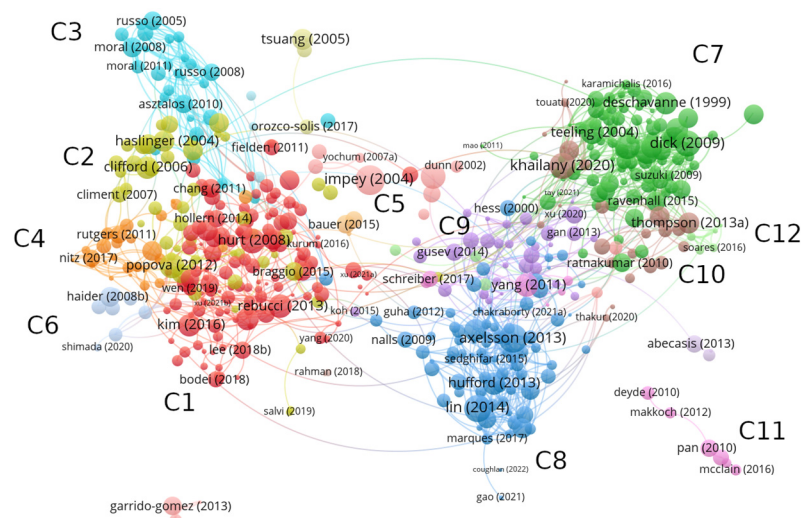 russo (2005)
C3
tsuang (2005)
moral (2008)
C7
moral (2011)
russo (2008)
karamichalis (2016)
asztalos (2010)
touati (2020)
deschavanne (1999)
orozco-solis (2017)
teeling (2004)
haslinger (2004)
dick (2009)
fielden (2011)
mao (2011)
C2
yochum (2007a)
clifford (2006)
dunn (2002)
khailany (2020)
impey (2004)
suzuki (2009)
chang (2011)
climent (2007)
tay (2021)
C5
ravenhall (2015)
hess (2000)
xu (2020)
hollern (2014)
bauer (2015)
C9
thompson (2013a)
rutgers (2011)
gan (2013)
C12
C4
hurt (2008)
kurum (2016)
soares (2016)
gusev (2014)
nitz (2017)
popova (2012)
ratnakumar (2010)
braggio (2015)
xu (2021a)
C10
schreiber (2017)
yang (2011)
wen (2019)
haider (2008b)
xu (2021b)
rebucci (2013)
koh (2015)
guha (2012)
chakraborty (2021a)
thakur (2020)
C6
kim (2016)
yang (2020)
nalls (2009)
axelsson (2013)
shimada (2020)
lee (2018b)
abecasis (2013)
sedghifar (2015)
rahman (2018)
bodei (2018)
hufford (2013)
deyde (2010)
C1
salvi (2019)
lin (2014)
makkoch (2012)
marques (2017)
C11
pan (2010)
C8
coughlan (2022)
mcclain (2016)
gao (2021)
garrido-gomez (2013)